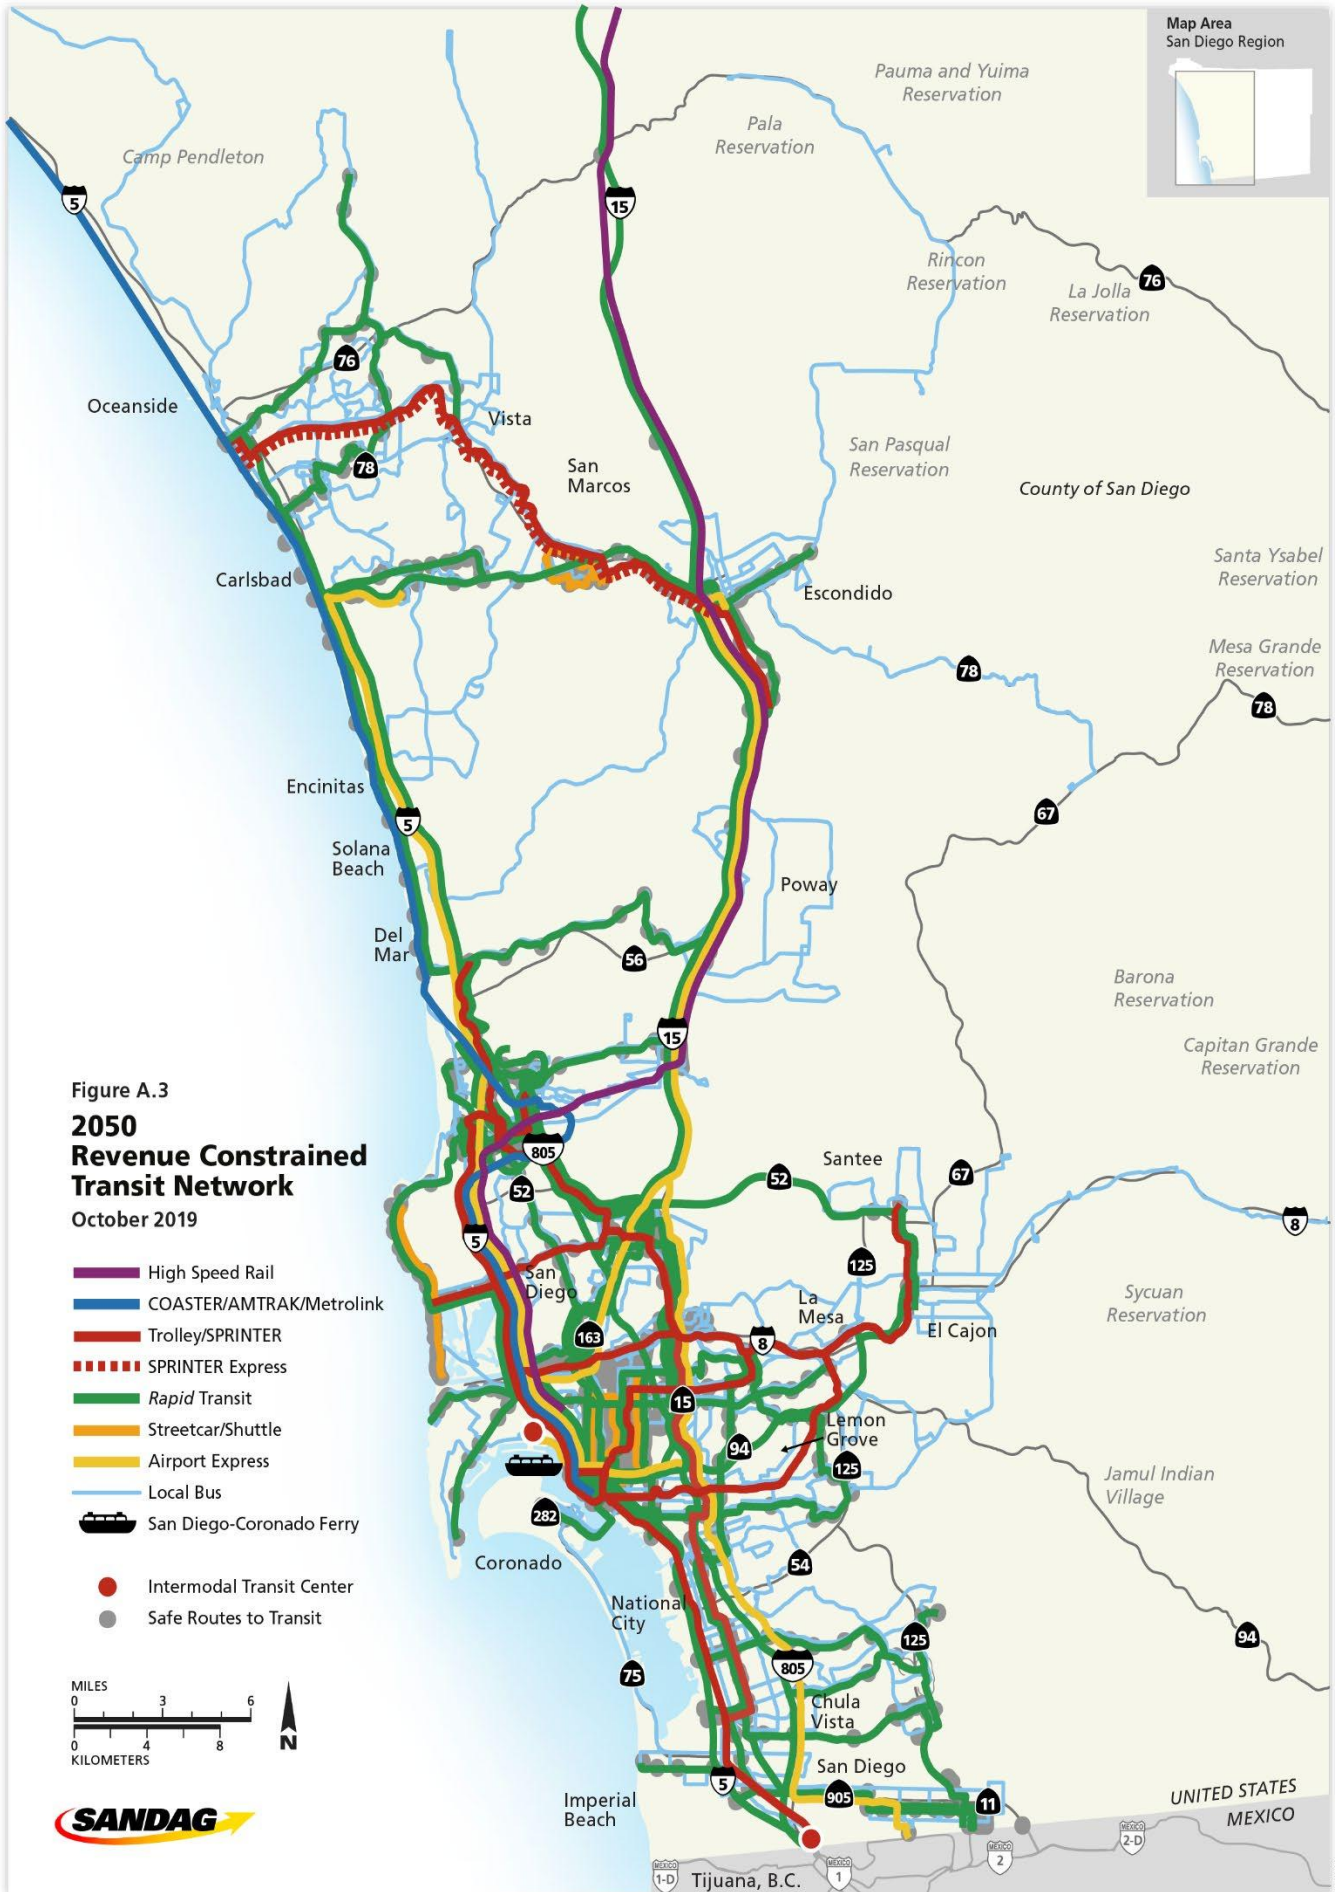 Map Area
San Diego Region
Pauma and Yuima
Reservation
Pala
Reservation
Camp Pendleton
5
15
Rincon
Reservation
La Jolla
Reservation
76
76
Oceanside
Vista
78
San
Marcos
San Pasqual
Reservation
County of San Diego
Santa Ysabel
Reservation
Carlsbad
Escondido
Mesa Grande
Reservation
78
78
Encinitas
5
67
Solana
Beach
Poway
Del
Mar
56
Barona
Reservation
15
Capitan Grande
Reservation
Figure A.3
2050
Revenue Constrained
Transit Network
October 2019
805
Santee
52
67
52
5
8
125
San
Diego
La
Mesa
Sycuan
Reservation
El Cajon
163
8
15
Lemon
Grove
94
125
Jamul Indian
Village
282
Coronado
54
National
City
125
94
805
75
Chula
Vista
San Diego
5
905
11
Imperial
Beach
UNITED STATES
MEXICO
MEXICO
2-D
MEXICO
2
MEXICO
1-D
Tijuana, B.C.
MEXICO
1
High Speed Rail
COASTER/AMTRAK/Metrolink
Trolley/SPRINTER
SPRINTER Express
Rapid Transit
Streetcar/Shuttle
Airport Express
Local Bus
San Diego-Coronado Ferry
Intermodal Transit Center
Safe Routes to Transit
MILES
0 3 6
0 4 8
KILOMETERS
N
SANDAG